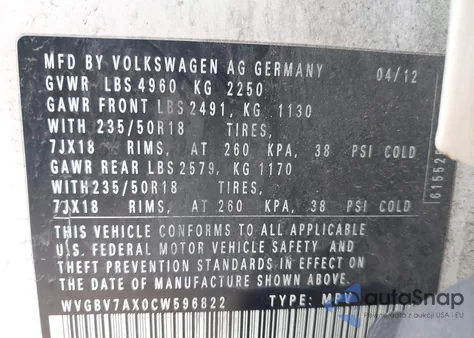 MFD BY VOLKSWAGEN AG GERMANY 04/12
GVWR LBS 4960 KG 2250
GAWR FRONT LBS 2491, KG 1130
WITH 235/50R18 TIRES,
7JX18 RIMS, AT 260 KPA, 38 PSI COLD
GAWR REAR LBS 2579, KG 1170
WITH 235/50R18 TIRES,
7JX18 RIMS, AT 260 KPA, 38 PSI COLD
THIS VEHICLE CONFORMS TO ALL APPLICABLE
U.S. FEDERAL MOTOR VEHICLE SAFETY AND
THEFT PREVENTION STANDARDS IN EFFECT ON
THE DATE OF MANUFACTURE SHOWN ABOVE.
WVGBV7AX0CW596822 TYPE: MPV
autoSnap